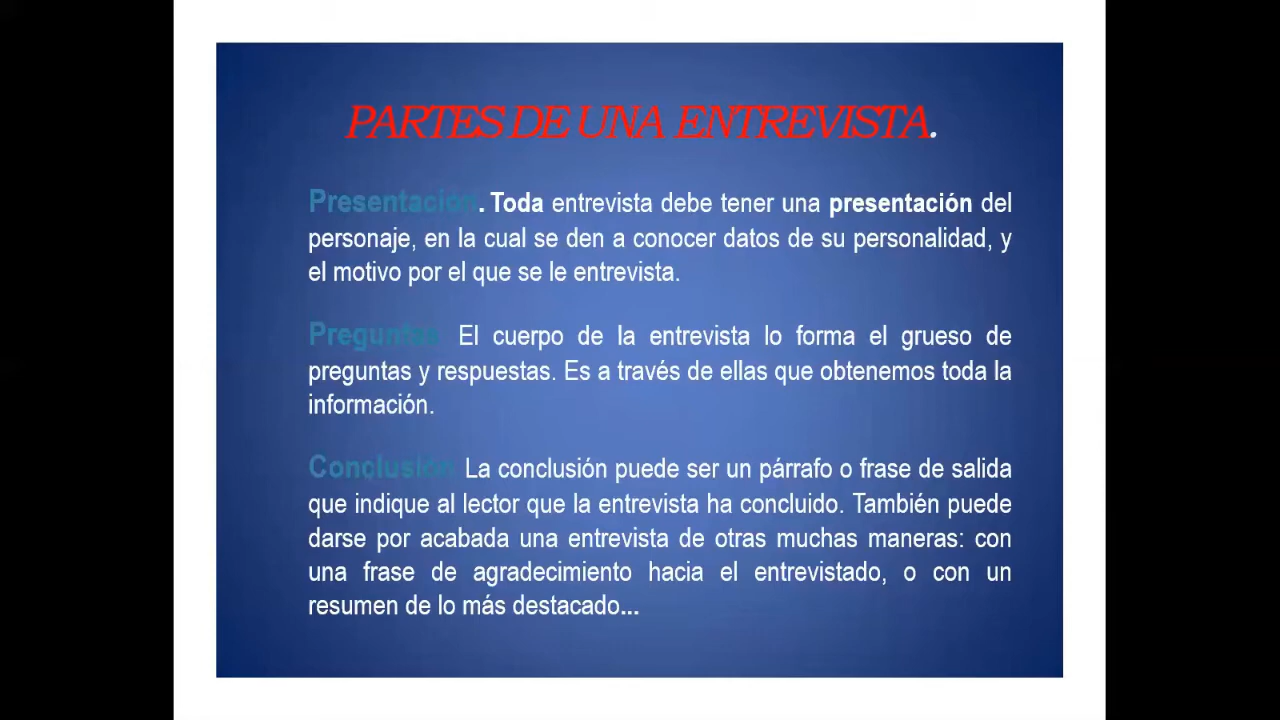 PARTES DE UNA ENTREVISTA.
Presentación. Toda entrevista debe tener una presentación del
personaje, en la cual se den a conocer datos de su personalidad, y
el motivo por el que se le entrevista.
Preguntas El cuerpo de la entrevista lo forma el grueso de
preguntas y respuestas. Es a través de ellas que obtenemos toda la
información.
Conclusión La conclusión puede ser un párrafo o frase de salida
que indique al lector que la entrevista ha concluido. También puede
darse por acabada una entrevista de otras muchas maneras: con
una frase de agradecimiento hacia el entrevistado, o con un
resumen de lo más destacado...